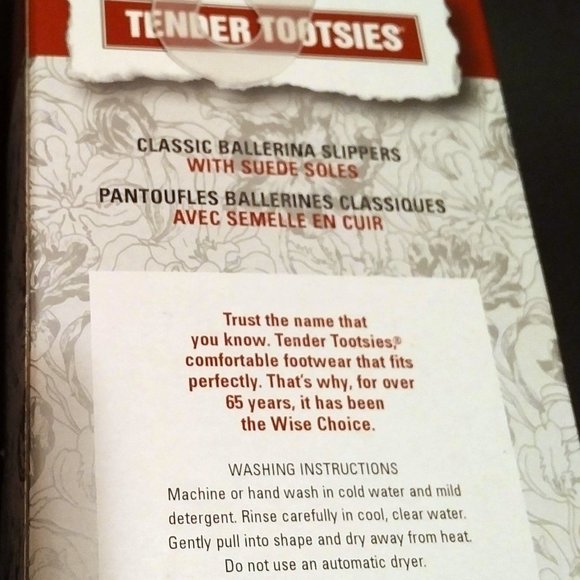 TENDER TOOTSIES
CLASSIC BALLERINA SLIPPERS
WITH SUEDE SOLES
PANTOUFLES BALLERINES CLASSIQUES
AVEC SEMELLE EN CUIR
Trust the name that
you know. Tender Tootsies,®
comfortable footwear that fits
perfectly. That's why, for over
65 years, it has been
the Wise Choice.
WASHING INSTRUCTIONS
Machine or hand wash in cold water and mild
detergent. Rinse carefully in cool, clear water.
Gently pull into shape and dry away from heat.
Do not use an automatic dryer.